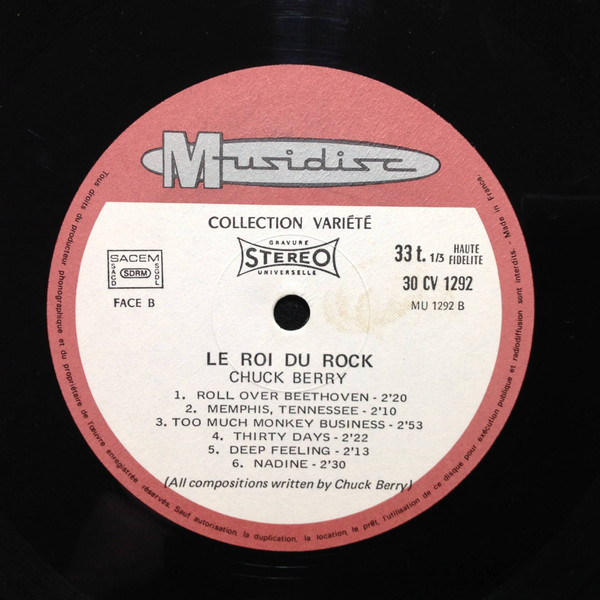 Musidisc
COLLECTION VARIÉTÉ
GRAVURE
STEREO
UNIVERSELLE
SACEM
SACD
SDRM
SGDL
FACE B
33 t. 1/3 HAUTE FIDELITE
30 CV 1292
MU 1292 B
LE ROI DU ROCK
CHUCK BERRY
1. ROLL OVER BEETHOVEN - 2'20
2. MEMPHIS, TENNESSEE - 2'10
3. TOO MUCH MONKEY BUSINESS - 2'53
4. THIRTY DAYS - 2'22
5. DEEP FEELING - 2'13
6. NADINE - 2'30
(All compositions written by Chuck Berry)
Tous droits du producteur phonographique et du propriétaire de l'œuvre enregistrée réservés. Sauf autorisation, la duplication, la location, le prêt, l'utilisation de ce disque pour exécution publique et radiodiffusion sont interdits - Made in France.